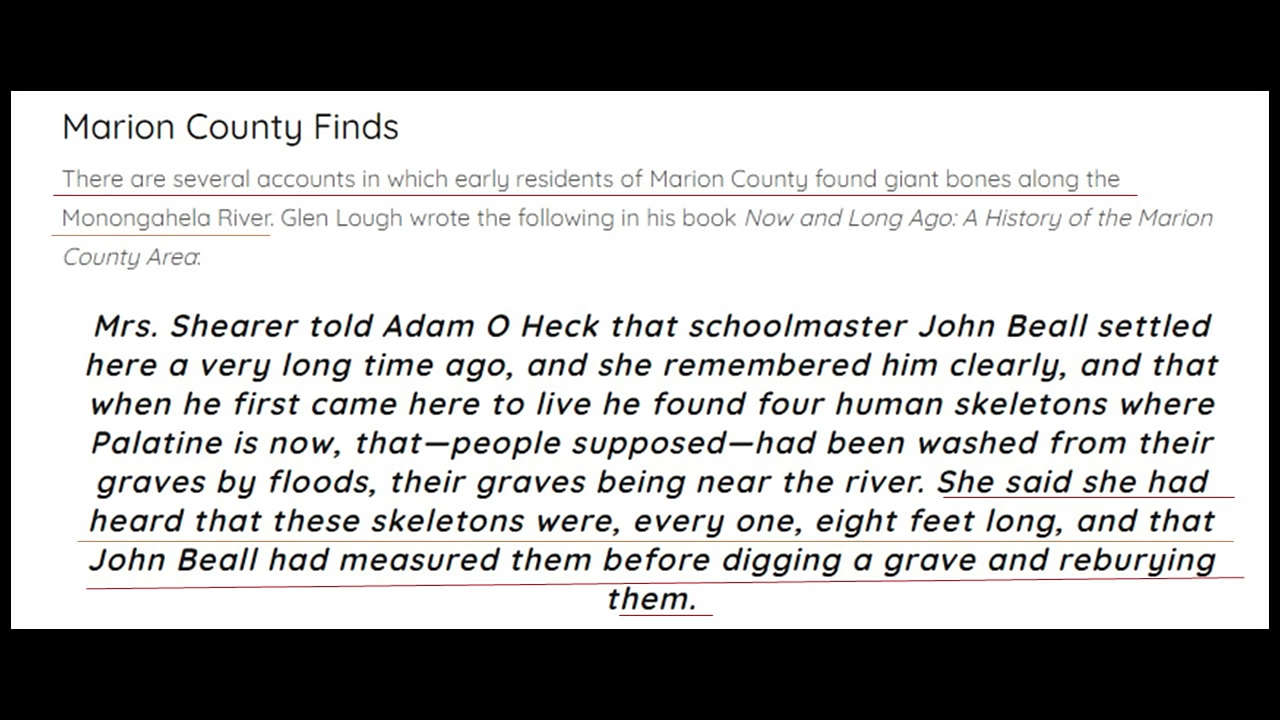 Marion County Finds
There are several accounts in which early residents of Marion County found giant bones along the
Monongahela River. Glen Lough wrote the following in his book Now and Long Ago: A History of the Marion
County Area:
Mrs. Shearer told Adam O Heck that schoolmaster John Beall settled
here a very long time ago, and she remembered him clearly, and that
when he first came here to live he found four human skeletons where
Palatine is now, that—people supposed—had been washed from their
graves by floods, their graves being near the river. She said she had
heard that these skeletons were, every one, eight feet long, and that
John Beall had measured them before digging a grave and reburying
them.